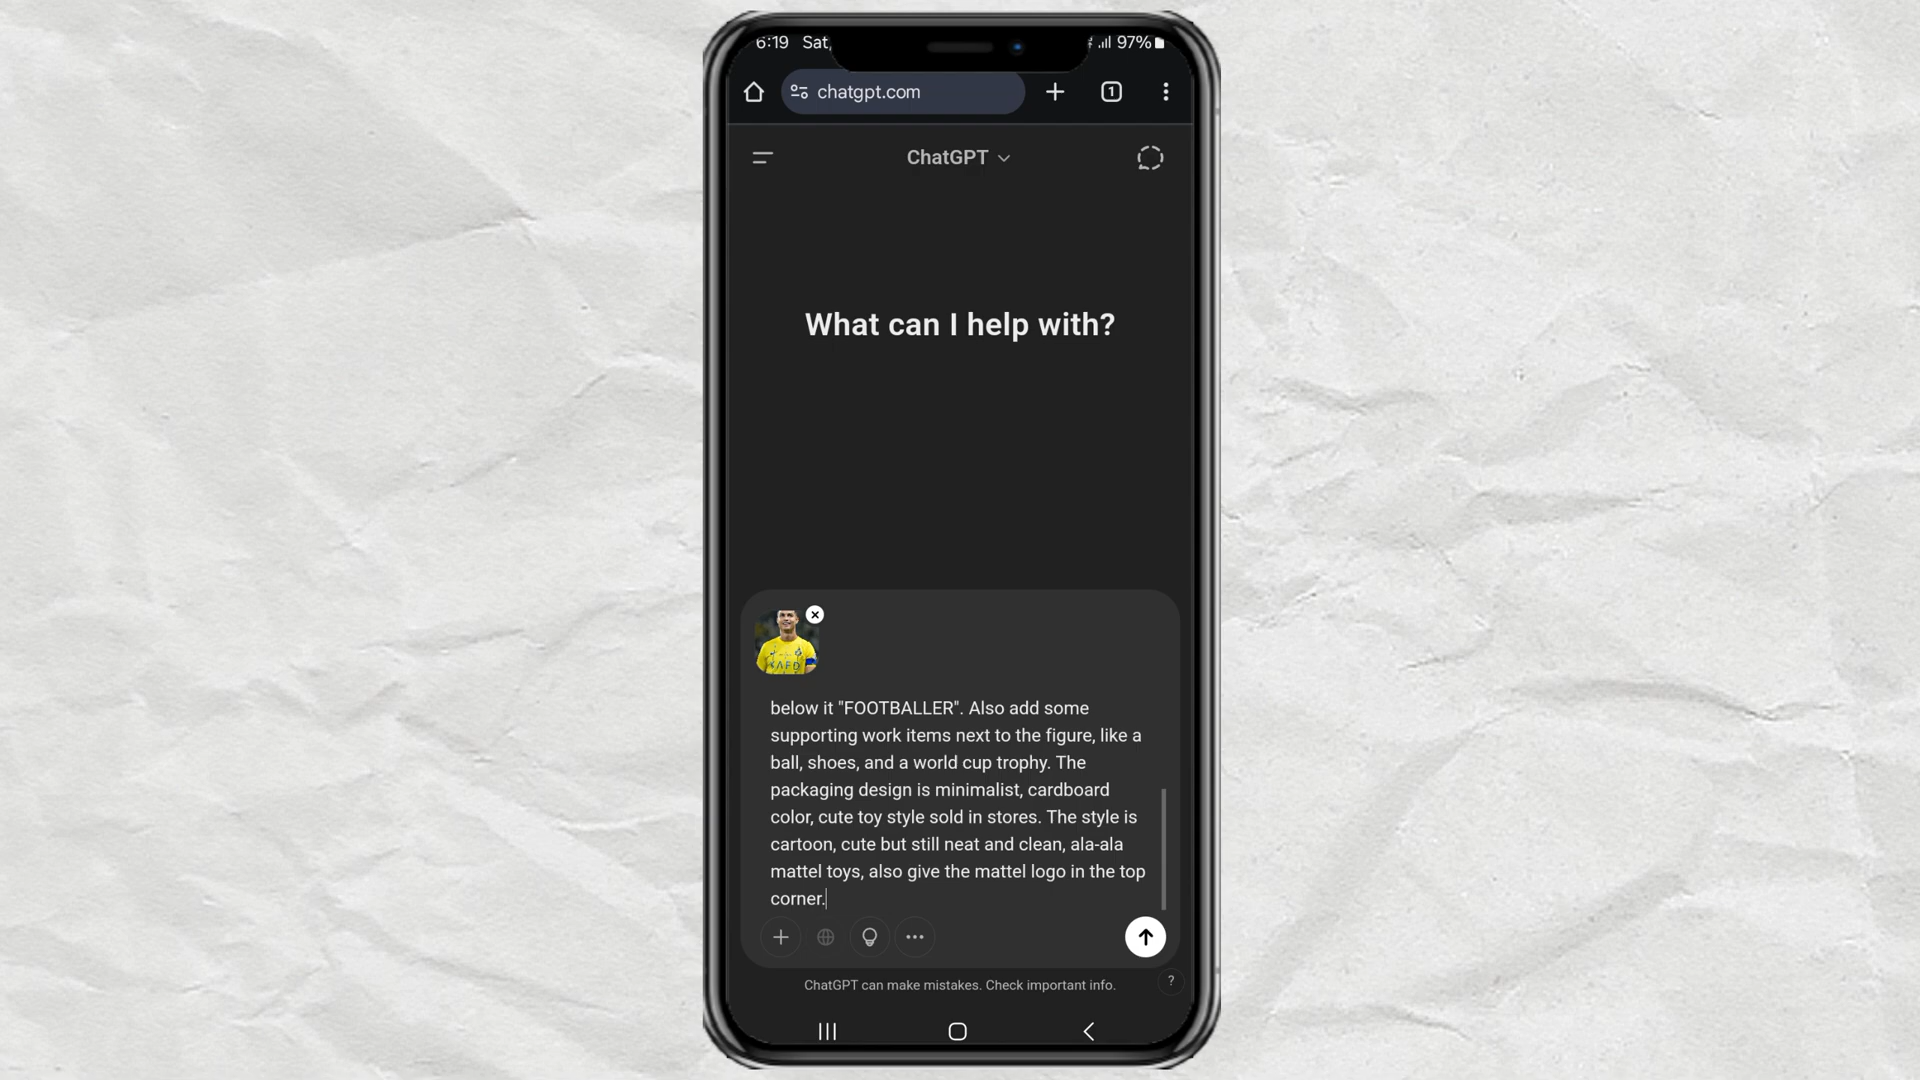 6:19 Sat,
97%
chatgpt.com
1
ChatGPT
What can I help with?
below it "FOOTBALLER". Also add some
supporting work items next to the figure, like a
ball, shoes, and a world cup trophy. The
packaging design is minimalist, cardboard
color, cute toy style sold in stores. The style is
cartoon, cute but still neat and clean, ala-ala
mattel toys, also give the mattel logo in the top
corner.
ChatGPT can make mistakes. Check important info.
?